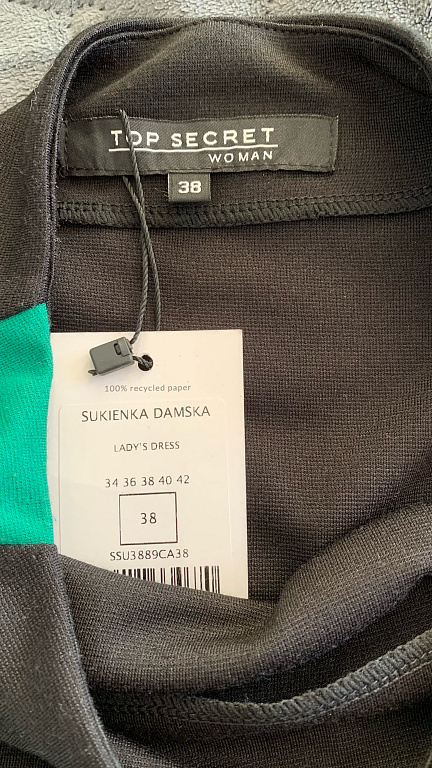 TOP SECRET
WOMAN
38
100% recycled paper
SUKIENKA DAMSKA
LADY'S DRESS
34 36 38 40 42
38
SSU3889CA38